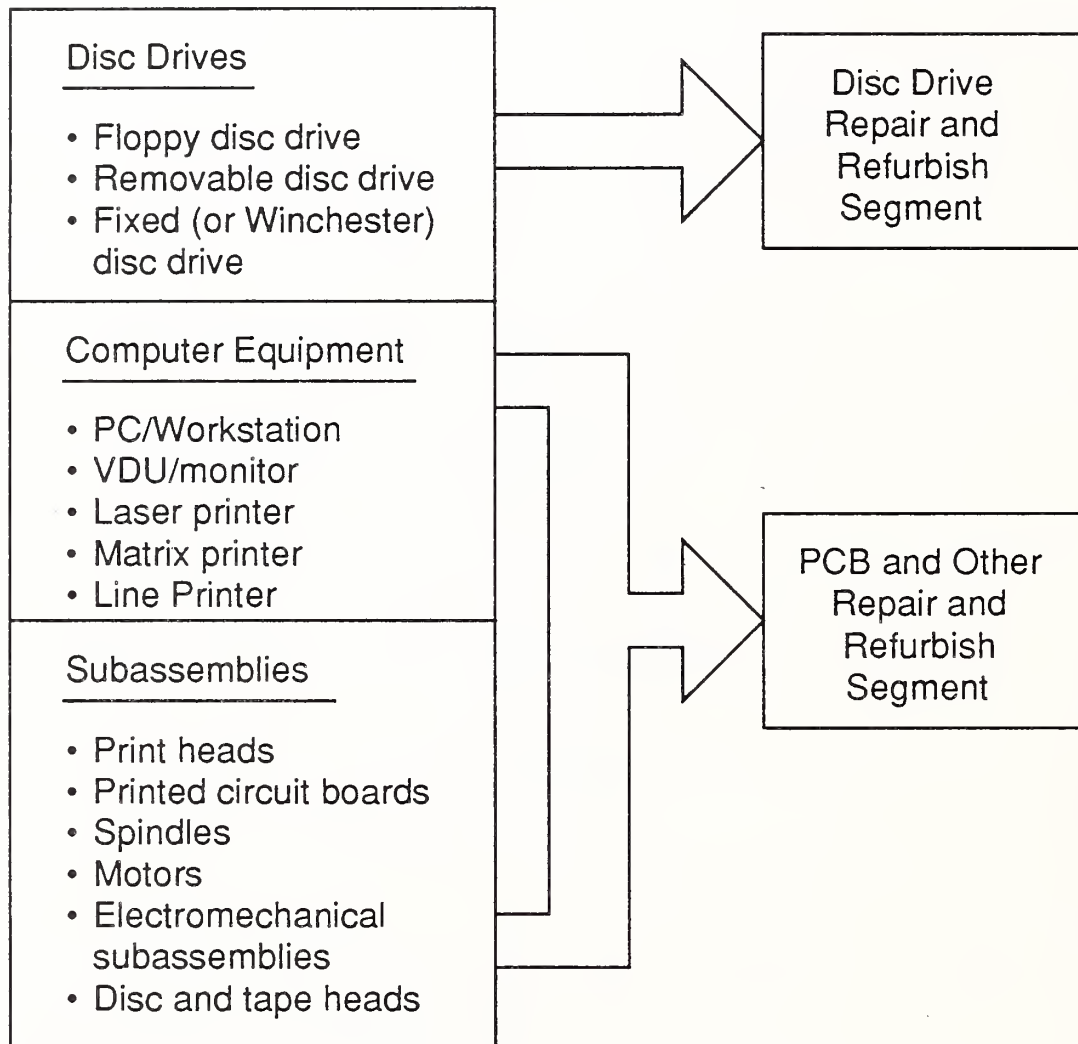 Disc Drives
• Floppy disc drive
• Removable disc drive
• Fixed (or Winchester)
disc drive
Computer Equipment
• PC/Workstation
• VDU/monitor
• Laser printer
• Matrix printer
• Line Printer
Subassemblies
• Print heads
• Printed circuit boards
• Spindles
• Motors
• Electromechanical
subassemblies
• Disc and tape heads
Disc Drive
Repair and
Refurbish
Segment
PCB and Other
Repair and
Refurbish
Segment